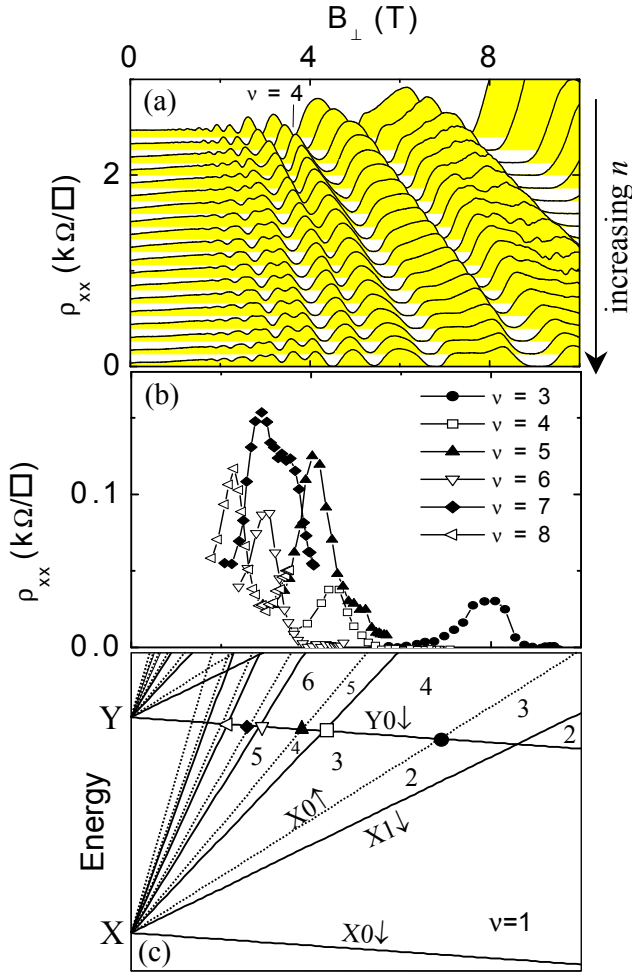 B⊥ (T)
0 4 8
(a)
ν = 4
2
0
ρxx (kΩ/□)
increasing n
(b)
ν = 3
ν = 4
ν = 5
ν = 6
ν = 7
ν = 8
0.1
0.0
ρxx (kΩ/□)
6 5 4
Y
Y0↓
3
5 4 3
2
2
X0↑
X1↓
Energy
X
X0↓
ν=1
(c)